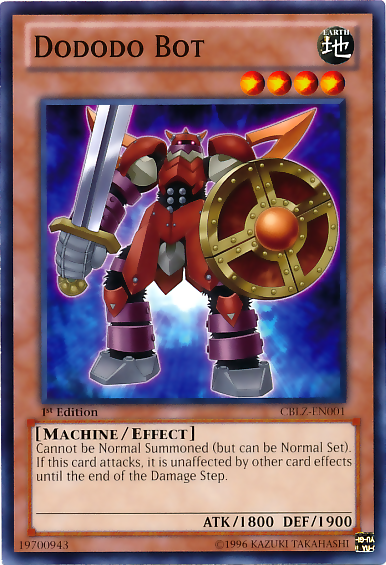 DODODO BOT
EARTH
地
1st Edition
CBLZ-EN001
[MACHINE / EFFECT]
Cannot be Normal Summoned (but can be Normal Set).
If this card attacks, it is unaffected by other card effects
until the end of the Damage Step.
ATK/1800 DEF/1900
19700943
©1996 KAZUKI TAKAHASHI